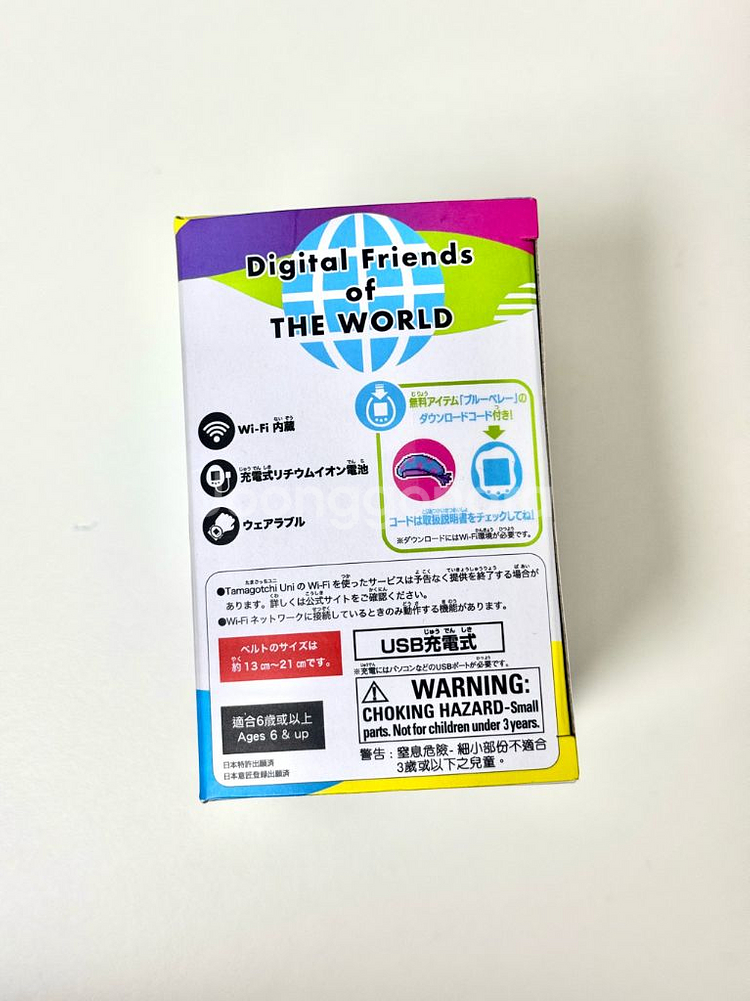 Digital Friends
of
THE WORLD
Wi-Fi 内蔵
充電式リチウムイオン電池
ウェアラブル
無料アイテム「ブルーベレー」の
ダウンロードコード付き!
コードは取扱説明書をチェックしてね!
※ダウンロードにはWi-Fi環境が必要です。
●Tamagotchi UniのWi-Fiを使ったサービスは予告なく提供を終了する場合が
あります。詳しくは公式サイトをご確認ください。
●Wi-Fiネットワークに接続しているときのみ動作する機能があります。
ベルトのサイズは
約13㎝〜21㎝です。
USB充電式
※充電にはパソコンなどのUSBポートが必要です。
WARNING:
CHOKING HAZARD-Small
parts. Not for children under 3 years.
適合6歳或以上
Ages 6 & up
警告：窒息危險-細小部份不適合
3歲或以下之兒童。
日本特許出願済
日本意匠登録出願済